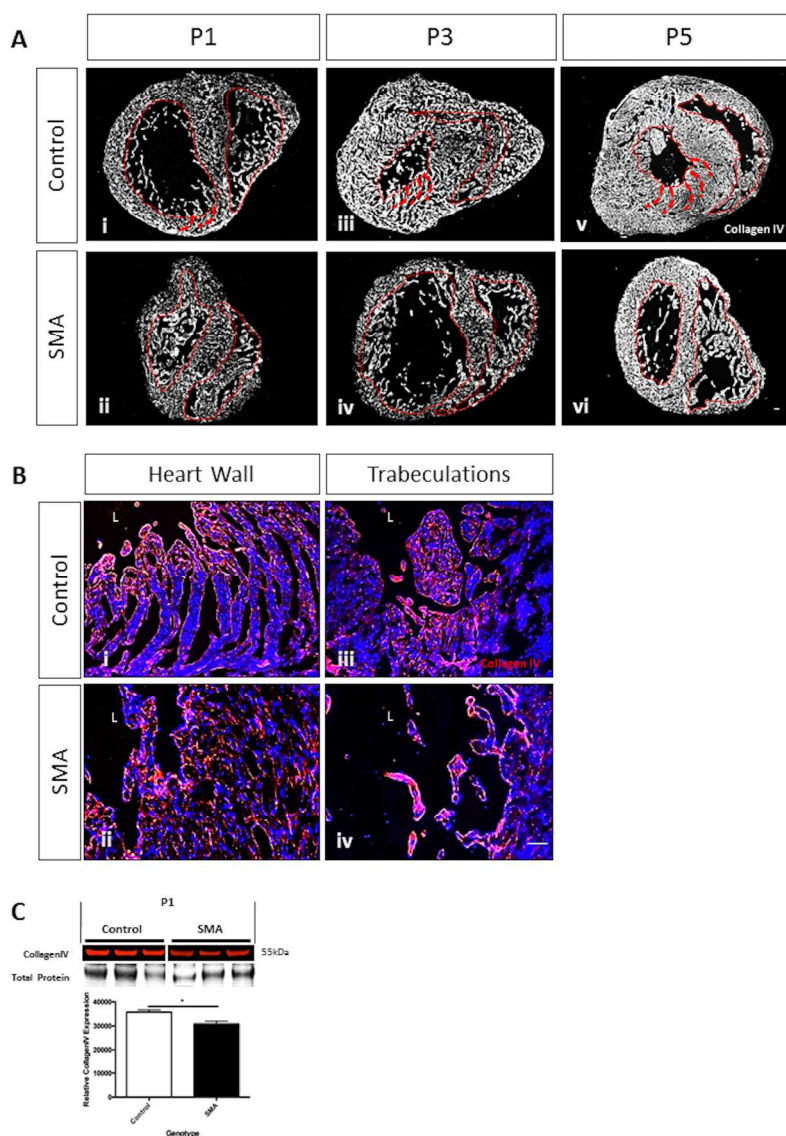 A
P1
P3
P5
Control
i
iii
v
Collagen IV
SMA
ii
iv
vi
B
Heart Wall
Trabeculations
Control
L
i
L
iii
Collagen IV
SMA
L
ii
L
iv
C
P1
Control
SMA
CollagenIV
55kDa
Total Protein
Relative CollagenIV Expression
40000
30000
20000
10000
0
*
Control
SMA
Genotype